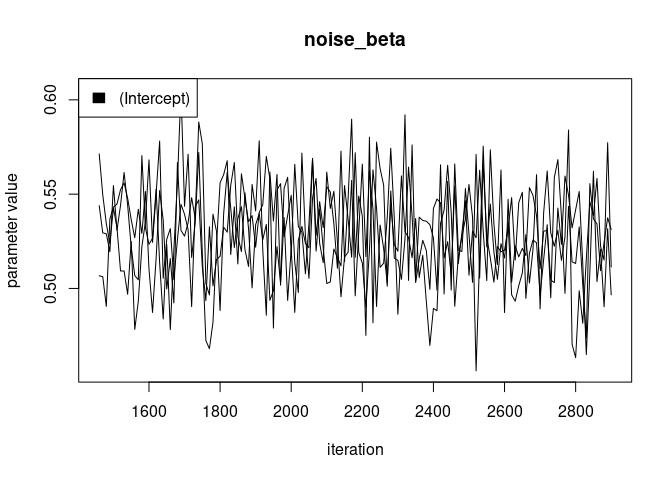 noise_beta
(Intercept)
0.60
0.55
0.50
parameter value
1600 1800 2000 2200 2400 2600 2800
iteration